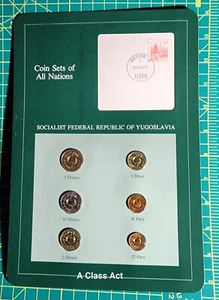 Coin Sets of
All Nations
SOCIALIST FEDERAL REPUBLIC OF YUGOSLAVIA
5 Dinara
1 Dinar
10 Dinara
50 Para
2 Dinara
25 Para
A Class Act